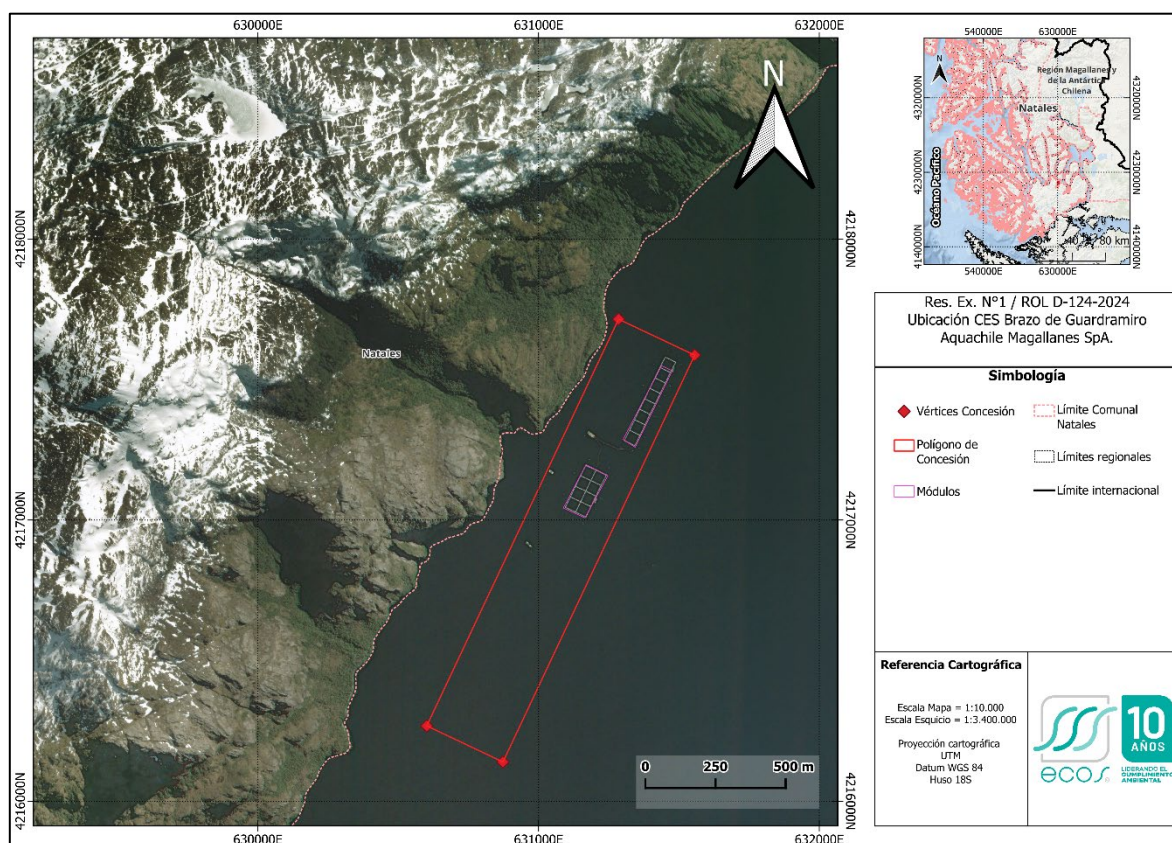 630000E
631000E
632000E
4218000N
4217000N
4216000N
N
Natales
0 250 500 m
4218000N
4217000N
4216000N
630000E
631000E
632000E
540000E
630000E
4320000N
4230000N
4140000N
N
Región Magallanes y
de la Antártica
Chilena
Natales
Océano Pacífico
80 km
4320000N
4230000N
4140000N
540000E
630000E
Res. Ex. N°1 / ROL D-124-2024
Ubicación CES Brazo de Guardramiro
Aquachile Magallanes SpA.
Simbología
Vértices Concesión
Polígono de
Concesión
Módulos
Límite Comunal
Natales
Límites regionales
Límite internacional
Referencia Cartográfica
Escala Mapa = 1:10.000
Escala Esquicio = 1:3.400.000
Proyección cartográfica
UTM
Datum WGS 84
Huso 18S
ecos
10
AÑOS
LIDERANDO EL
CUMPLIMIENTO
AMBIENTAL